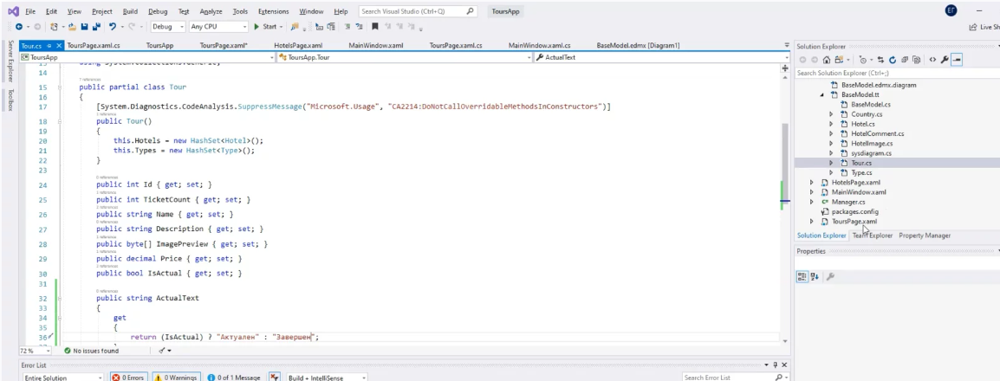 File Edit View Project Build Debug Test Analyze Tools Extensions Window Help Search Visual Studio (Ctrl+Q) ToursApp ЕГ
Debug Any CPU Start Live Sh
Server Explorer
Toolbox
Tour.cs ToursPage.xaml.cs ToursApp ToursPage.xaml* HotelsPage.xaml MainWindow.xaml ToursPage.xaml.cs MainWindow.xaml.cs BaseModel.edmx [Diagram1]
ToursApp ToursApp.Tour ActualText
13 using System.Collections.Generic;
14
7 references
15 public partial class Tour
16 {
17 [System.Diagnostics.CodeAnalysis.SuppressMessage("Microsoft.Usage", "CA2214:DoNotCallOverridableMethodsInConstructors")]
18 public Tour()
19 {
20 this.Hotels = new HashSet<Hotel>();
21 this.Types = new HashSet<Type>();
22 }
23
24 public int Id { get; set; }
25 public int TicketCount { get; set; }
26 public string Name { get; set; }
27 public string Description { get; set; }
28 public byte[] ImagePreview { get; set; }
29 public decimal Price { get; set; }
30 public bool IsActual { get; set; }
31
0 references
32 public string ActualText
33 {
34 get
35 {
36 return (IsActual) ? "Актуален" : "Завершен";
72 % No issues found
Error List
Entire Solution 0 Errors 0 Warnings 0 of 1 Message Build + IntelliSense Search Error List
Solution Explorer
Search Solution Explorer (Ctrl+;)
BaseModel.edmx.diagram
BaseModel.tt
BaseModel.cs
Country.cs
Hotel.cs
HotelComment.cs
HotelImage.cs
sysdiagram.cs
Tour.cs
Type.cs
HotelsPage.xaml
MainWindow.xaml
Manager.cs
packages.config
ToursPage.xaml
Solution Explorer Team Explorer Property Manager
Properties